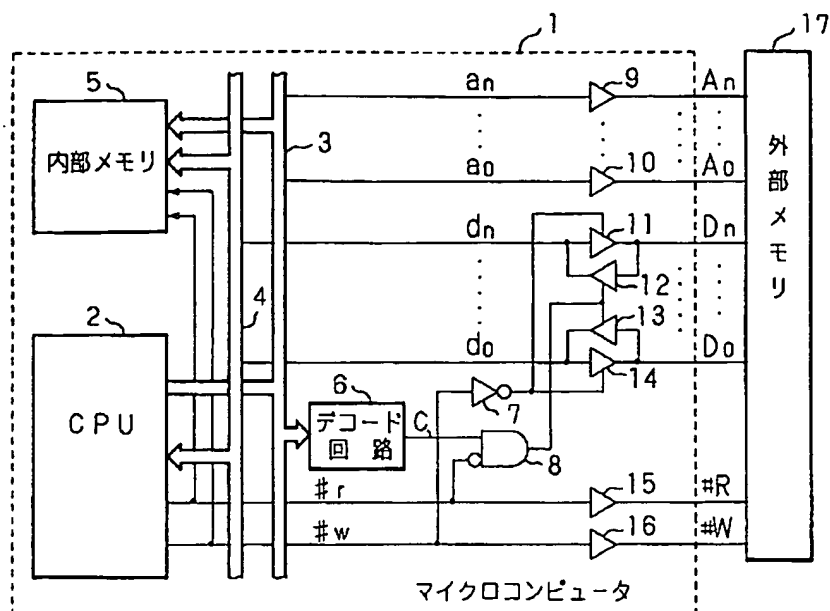 1
17
5
内部メモリ
3
an
9
An
a0
10
A0
dn
11
Dn
12
4
13
d0
14
D0
2
CPU
6
デコード
回路
C
7
8
#r
15
#R
#w
16
#W
マイクロコンピュータ
外部メモリ